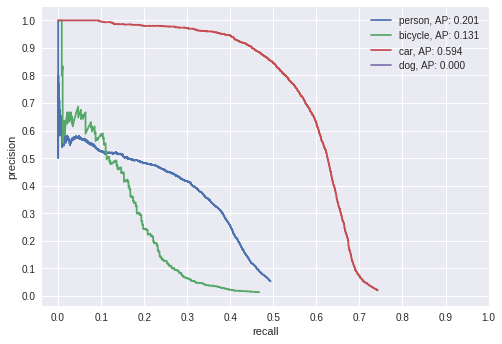 1.0
0.9
0.8
0.7
0.6
0.5
0.4
0.3
0.2
0.1
0.0
precision
person, AP: 0.201
bicycle, AP: 0.131
car, AP: 0.594
dog, AP: 0.000
0.0 0.1 0.2 0.3 0.4 0.5 0.6 0.7 0.8 0.9 1.0
recall